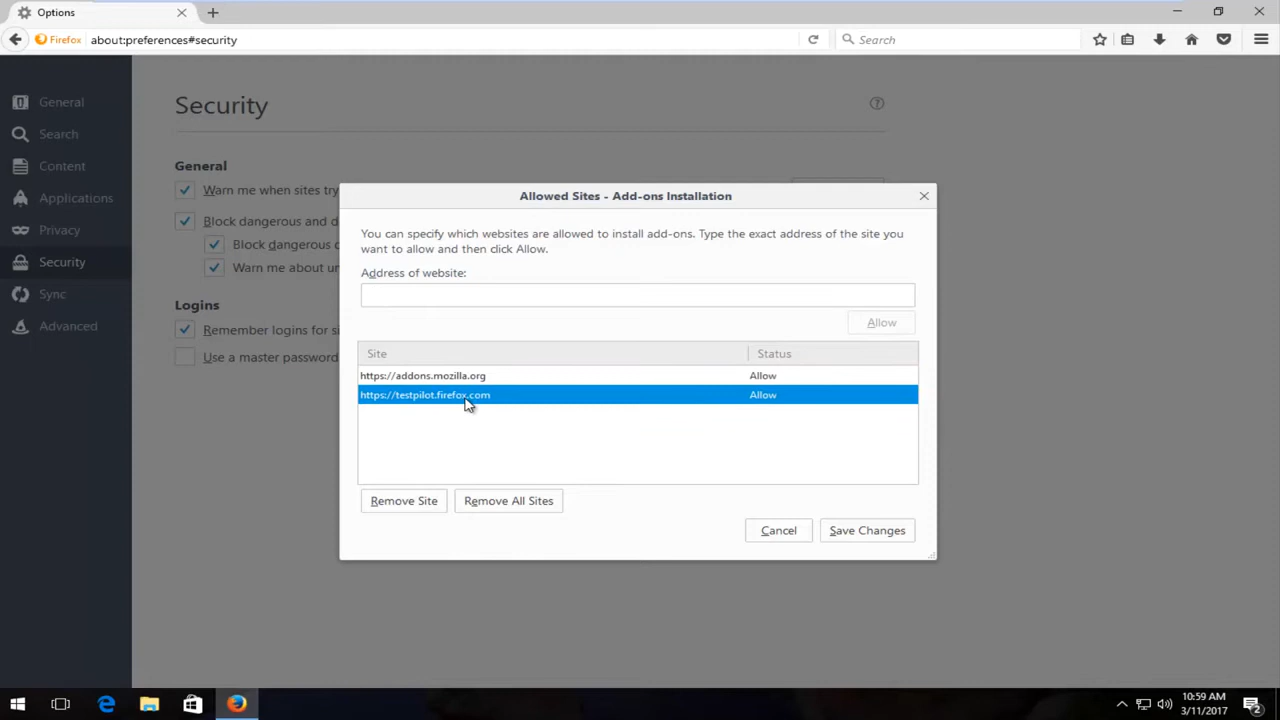 Options
Firefox
about:preferences#security
Search
General
Search
Content
Applications
Privacy
Security
Sync
Advanced
Security
General
Warn me when sites try
Block dangerous and d
Block dangerous
Warn me about un
Logins
Remember logins for si
Use a master password
Allowed Sites - Add-ons Installation
You can specify which websites are allowed to install add-ons. Type the exact address of the site you
want to allow and then click Allow.
Address of website:
Allow
Site Status
https://addons.mozilla.org Allow
https://testpilot.firefox.com Allow
Remove Site Remove All Sites
Cancel Save Changes
10:59 AM
3/11/2017
2